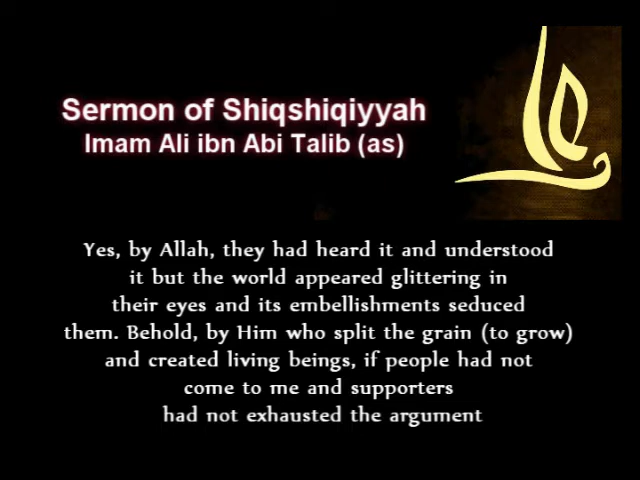 Sermon of Shiqshiqiyyah
Imam Ali ibn Abi Talib (as)
Yes, by Allah, they had heard it and understood
it but the world appeared glittering in
their eyes and its embellishments seduced
them. Behold, by Him who split the grain (to grow)
and created living beings, if people had not
come to me and supporters
had not exhausted the argument